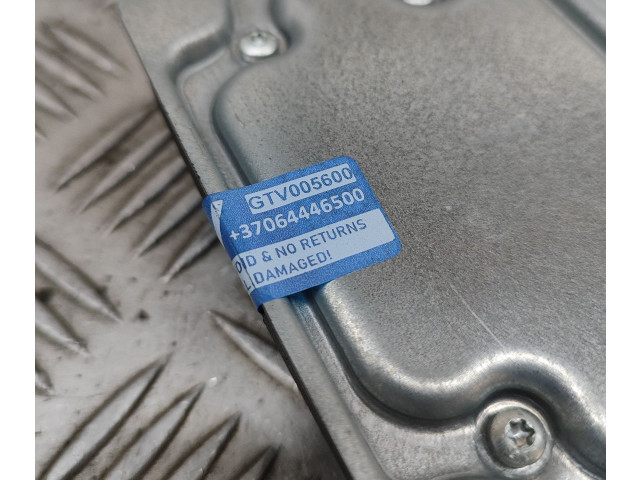 GTV005600
+37064446500
D & NO RETURNS
DAMAGED!